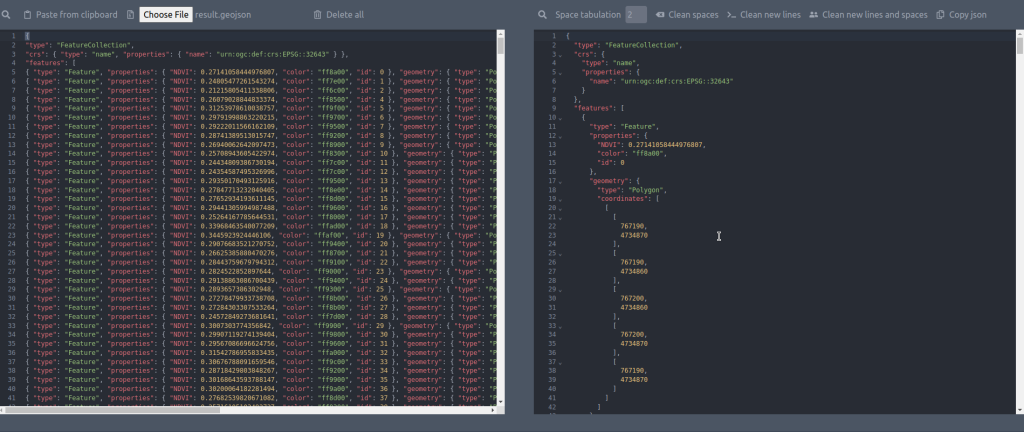 Paste from clipboard
Choose File result.geojson
Delete all
1 {
2 "type": "FeatureCollection",
3 "crs": { "type": "name", "properties": { "name": "urn:ogc:def:crs:EPSG::32643" } },
4 "features": [
5 { "type": "Feature", "properties": { "NDVI": 0.27141058444976807, "color": "ff8a00", "id": 0 }, "geometry": { "type": "Po
6 { "type": "Feature", "properties": { "NDVI": 0.24805477261543274, "color": "ff7e00", "id": 1 }, "geometry": { "type": "Po
7 { "type": "Feature", "properties": { "NDVI": 0.21215805411338806, "color": "ff6c00", "id": 2 }, "geometry": { "type": "Po
8 { "type": "Feature", "properties": { "NDVI": 0.26079028844833374, "color": "ff8500", "id": 4 }, "geometry": { "type": "Po
9 { "type": "Feature", "properties": { "NDVI": 0.31253978610038757, "color": "ff9f00", "id": 5 }, "geometry": { "type": "Po
10 { "type": "Feature", "properties": { "NDVI": 0.29791998863220215, "color": "ff9700", "id": 6 }, "geometry": { "type": "Po
11 { "type": "Feature", "properties": { "NDVI": 0.29222011566162109, "color": "ff9500", "id": 7 }, "geometry": { "type": "Po
12 { "type": "Feature", "properties": { "NDVI": 0.28741389513015747, "color": "ff9200", "id": 8 }, "geometry": { "type": "Po
13 { "type": "Feature", "properties": { "NDVI": 0.26940062642097473, "color": "ff8900", "id": 9 }, "geometry": { "type": "Po
14 { "type": "Feature", "properties": { "NDVI": 0.25708943605422974, "color": "ff8300", "id": 10 }, "geometry": { "type": "P
15 { "type": "Feature", "properties": { "NDVI": 0.24434809386730194, "color": "ff7c00", "id": 11 }, "geometry": { "type": "P
16 { "type": "Feature", "properties": { "NDVI": 0.24354587495326996, "color": "ff7c00", "id": 12 }, "geometry": { "type": "P
17 { "type": "Feature", "properties": { "NDVI": 0.29350170493125916, "color": "ff9500", "id": 13 }, "geometry": { "type": "P
18 { "type": "Feature", "properties": { "NDVI": 0.27847713232040405, "color": "ff8e00", "id": 14 }, "geometry": { "type": "P
19 { "type": "Feature", "properties": { "NDVI": 0.27652934193611145, "color": "ff8d00", "id": 15 }, "geometry": { "type": "P
20 { "type": "Feature", "properties": { "NDVI": 0.29441305994987488, "color": "ff9600", "id": 16 }, "geometry": { "type": "P
21 { "type": "Feature", "properties": { "NDVI": 0.25264167785644531, "color": "ff8000", "id": 17 }, "geometry": { "type": "P
22 { "type": "Feature", "properties": { "NDVI": 0.33968463540077209, "color": "ffad00", "id": 18 }, "geometry": { "type": "P
23 { "type": "Feature", "properties": { "NDVI": 0.3445923924446106, "color": "ffaf00", "id": 19 }, "geometry": { "type": "Po
24 { "type": "Feature", "properties": { "NDVI": 0.29076683521270752, "color": "ff9400", "id": 20 }, "geometry": { "type": "P
25 { "type": "Feature", "properties": { "NDVI": 0.26625385880470276, "color": "ff8700", "id": 21 }, "geometry": { "type": "P
26 { "type": "Feature", "properties": { "NDVI": 0.28443759679794312, "color": "ff9100", "id": 22 }, "geometry": { "type": "P
27 { "type": "Feature", "properties": { "NDVI": 0.2824522852897644, "color": "ff9000", "id": 23 }, "geometry": { "type": "Po
28 { "type": "Feature", "properties": { "NDVI": 0.29138863086700439, "color": "ff9400", "id": 24 }, "geometry": { "type": "P
29 { "type": "Feature", "properties": { "NDVI": 0.2893657386302948, "color": "ff9300", "id": 25 }, "geometry": { "type": "Po
30 { "type": "Feature", "properties": { "NDVI": 0.27278479933738708, "color": "ff8b00", "id": 26 }, "geometry": { "type": "P
31 { "type": "Feature", "properties": { "NDVI": 0.27284303307533264, "color": "ff8b00", "id": 27 }, "geometry": { "type": "P
32 { "type": "Feature", "properties": { "NDVI": 0.24572849273681641, "color": "ff7d00", "id": 28 }, "geometry": { "type": "P
33 { "type": "Feature", "properties": { "NDVI": 0.3007303774356842, "color": "ff9900", "id": 29 }, "geometry": { "type": "Po
34 { "type": "Feature", "properties": { "NDVI": 0.29907119274139404, "color": "ff9800", "id": 30 }, "geometry": { "type": "P
35 { "type": "Feature", "properties": { "NDVI": 0.29567086696624756, "color": "ff9600", "id": 31 }, "geometry": { "type": "P
36 { "type": "Feature", "properties": { "NDVI": 0.31542786955833435, "color": "ffa000", "id": 32 }, "geometry": { "type": "P
37 { "type": "Feature", "properties": { "NDVI": 0.30676788091659546, "color": "ff9c00", "id": 33 }, "geometry": { "type": "P
38 { "type": "Feature", "properties": { "NDVI": 0.28718429803848267, "color": "ff9200", "id": 34 }, "geometry": { "type": "P
39 { "type": "Feature", "properties": { "NDVI": 0.30168643593788147, "color": "ff9900", "id": 35 }, "geometry": { "type": "P
40 { "type": "Feature", "properties": { "NDVI": 0.30200064182281494, "color": "ff9a00", "id": 36 }, "geometry": { "type": "P
41 { "type": "Feature", "properties": { "NDVI": 0.27682539820671082, "color": "ff8d00", "id": 37 }, "geometry": { "type": "P
Space tabulation 2
Clean spaces
Clean new lines
Clean new lines and spaces
Copy json
1 {
2 "type": "FeatureCollection",
3 "crs": {
4 "type": "name",
5 "properties": {
6 "name": "urn:ogc:def:crs:EPSG::32643"
7 }
8 },
9 "features": [
10 {
11 "type": "Feature",
12 "properties": {
13 "NDVI": 0.27141058444976807,
14 "color": "ff8a00",
15 "id": 0
16 },
17 "geometry": {
18 "type": "Polygon",
19 "coordinates": [
20 [
21 [
22 767190,
23 4734870
24 ],
25 [
26 767190,
27 4734860
28 ],
29 [
30 767200,
31 4734860
32 ],
33 [
34 767200,
35 4734870
36 ],
37 [
38 767190,
39 4734870
40 ]
41 ]
42 ]